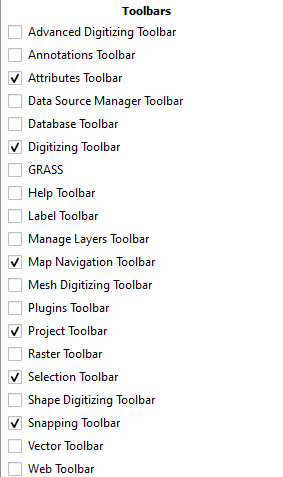 Toolbars
Advanced Digitizing Toolbar
Annotations Toolbar
Attributes Toolbar
Data Source Manager Toolbar
Database Toolbar
Digitizing Toolbar
GRASS
Help Toolbar
Label Toolbar
Manage Layers Toolbar
Map Navigation Toolbar
Mesh Digitizing Toolbar
Plugins Toolbar
Project Toolbar
Raster Toolbar
Selection Toolbar
Shape Digitizing Toolbar
Snapping Toolbar
Vector Toolbar
Web Toolbar